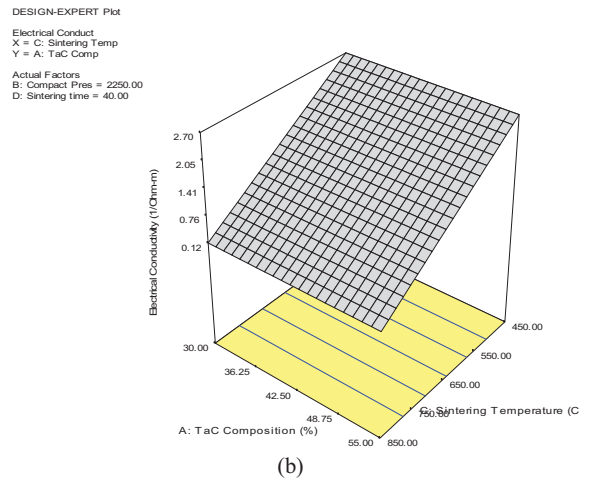 DESIGN-EXPERT Plot
Electrical Conduct
X = C: Sintering Temp
Y = A: TaC Comp
Actual Factors
B: Compact Pres = 2250.00
D: Sintering time = 40.00
Electrical Conductivity (1/Ohm-m)
2.70
2.05
1.41
0.76
0.12
30.00
36.25
42.50
48.75
55.00
A: TaC Composition (%)
450.00
550.00
650.00
750.00
850.00
C: Sintering Temperature (C
(b)